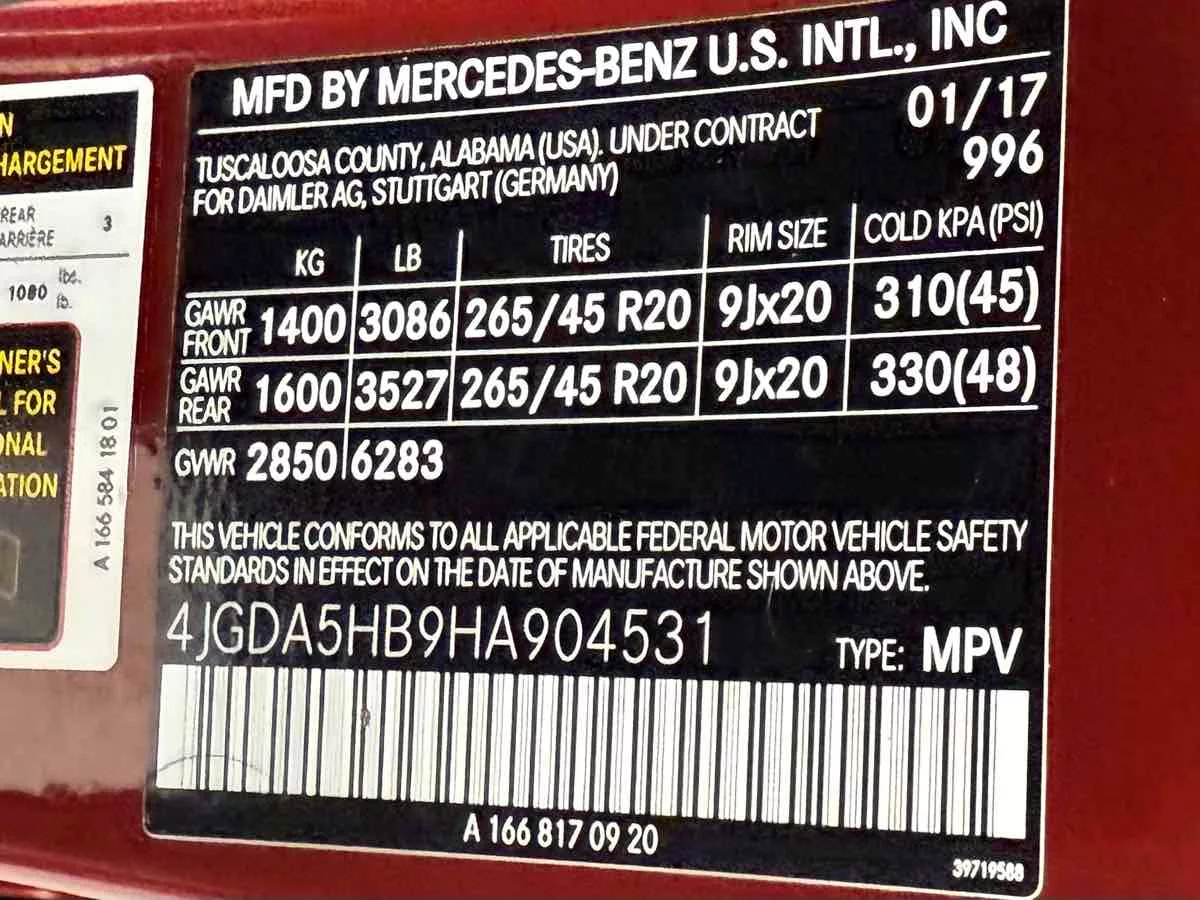 N
HARGEMENT
REAR
ARRIÈRE
3
1080 lbs.
lb.
NER'S
L FOR
ONAL
ATION
A 166 584 18 01
MFD BY MERCEDES-BENZ U.S. INTL., INC
TUSCALOOSA COUNTY, ALABAMA (USA). UNDER CONTRACT
FOR DAIMLER AG, STUTTGART (GERMANY)
01/17
996
KG LB TIRES RIM SIZE COLD KPA (PSI)
GAWR FRONT 1400 3086 265/45 R20 9Jx20 310(45)
GAWR REAR 1600 3527 265/45 R20 9Jx20 330(48)
GVWR 2850 6283
THIS VEHICLE CONFORMS TO ALL APPLICABLE FEDERAL MOTOR VEHICLE SAFETY
STANDARDS IN EFFECT ON THE DATE OF MANUFACTURE SHOWN ABOVE.
4JGDA5HB9HA904531 TYPE: MPV
A 166 817 09 20
39719588